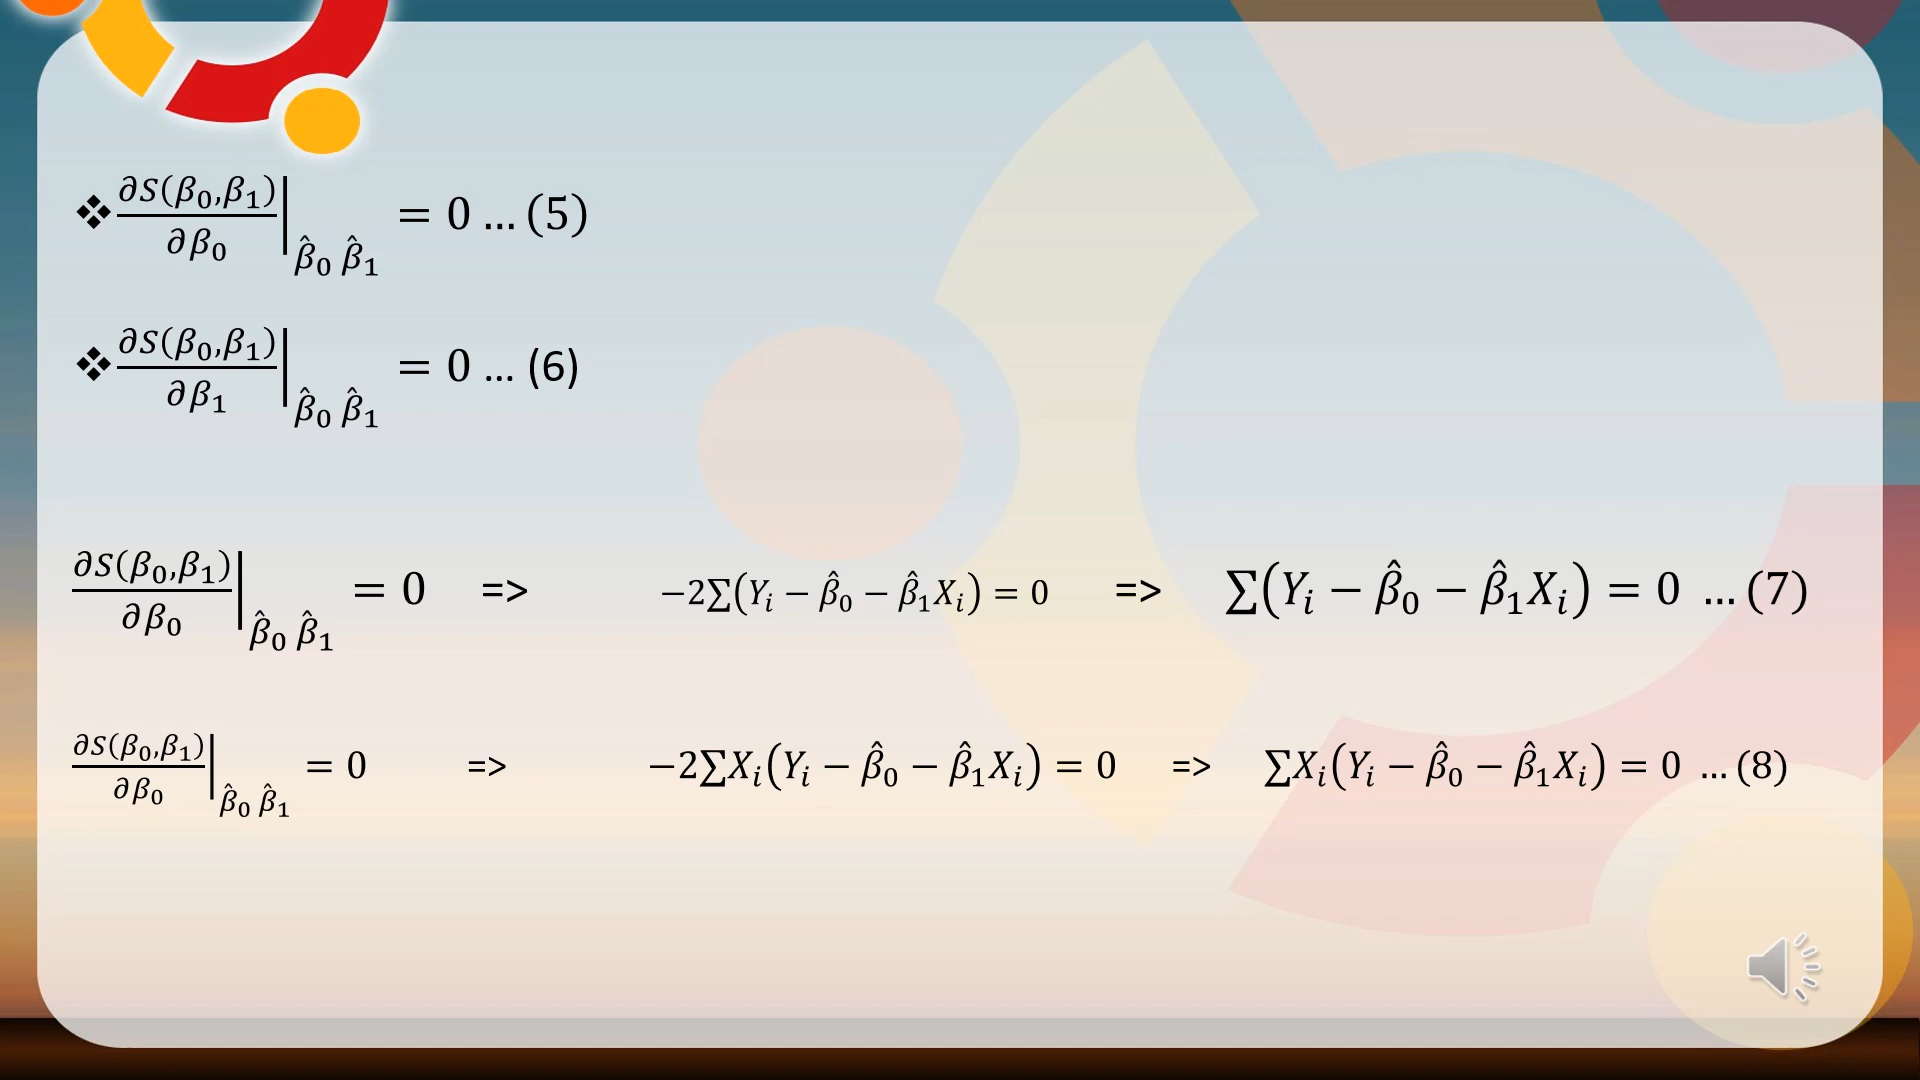 ❖ ∂S(β₀,β₁)/∂β₀ |β̂₀ β̂₁ = 0 ... (5)
❖ ∂S(β₀,β₁)/∂β₁ |β̂₀ β̂₁ = 0 ... (6)
∂S(β₀,β₁)/∂β₀ |β̂₀ β̂₁ = 0 => −2∑(Yᵢ − β̂₀ − β̂₁Xᵢ) = 0 => ∑(Yᵢ − β̂₀ − β̂₁Xᵢ) = 0 ... (7)
∂S(β₀,β₁)/∂β₀ |β̂₀ β̂₁ = 0 => −2∑Xᵢ(Yᵢ − β̂₀ − β̂₁Xᵢ) = 0 => ∑Xᵢ(Yᵢ − β̂₀ − β̂₁Xᵢ) = 0 ... (8)